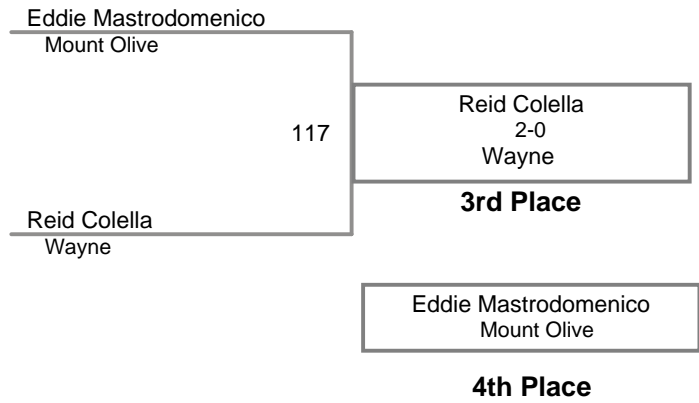 Eddie Mastrodomenico
Mount Olive
117
Reid Colella
2-0
Wayne
3rd Place
Reid Colella
Wayne
Eddie Mastrodomenico
Mount Olive
4th Place